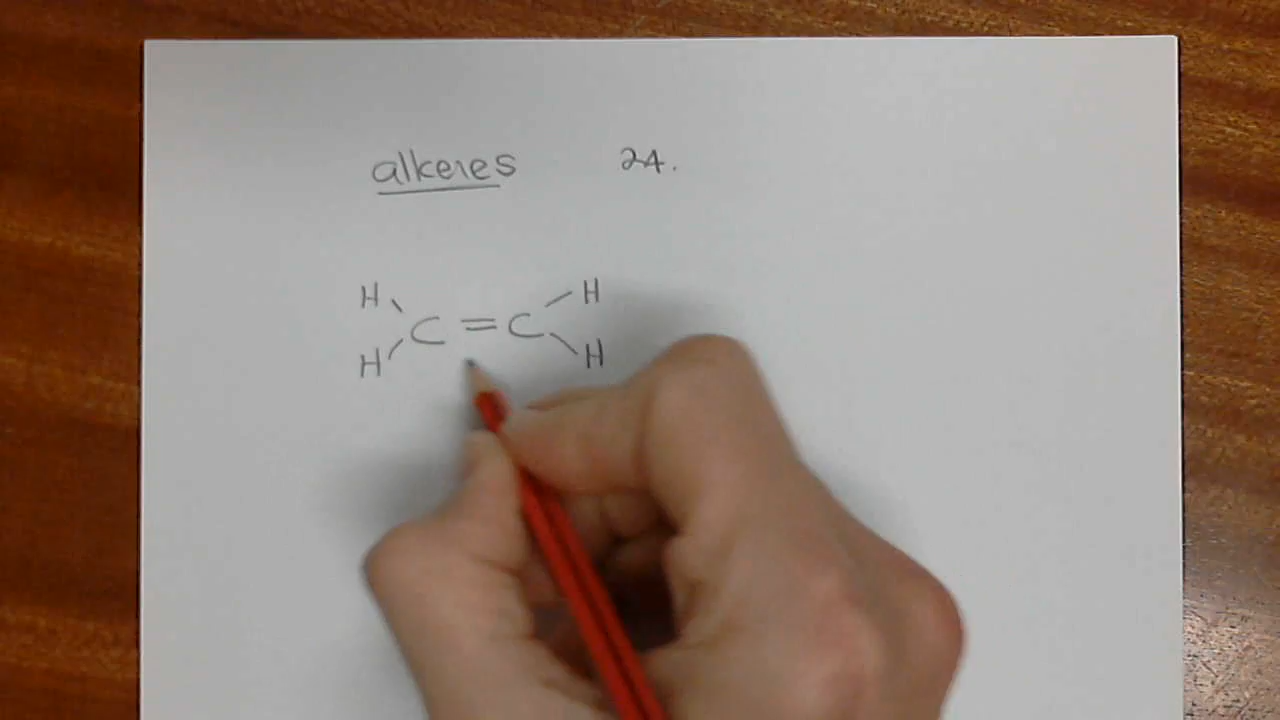 alkenes 24.
H H
C = C
H H